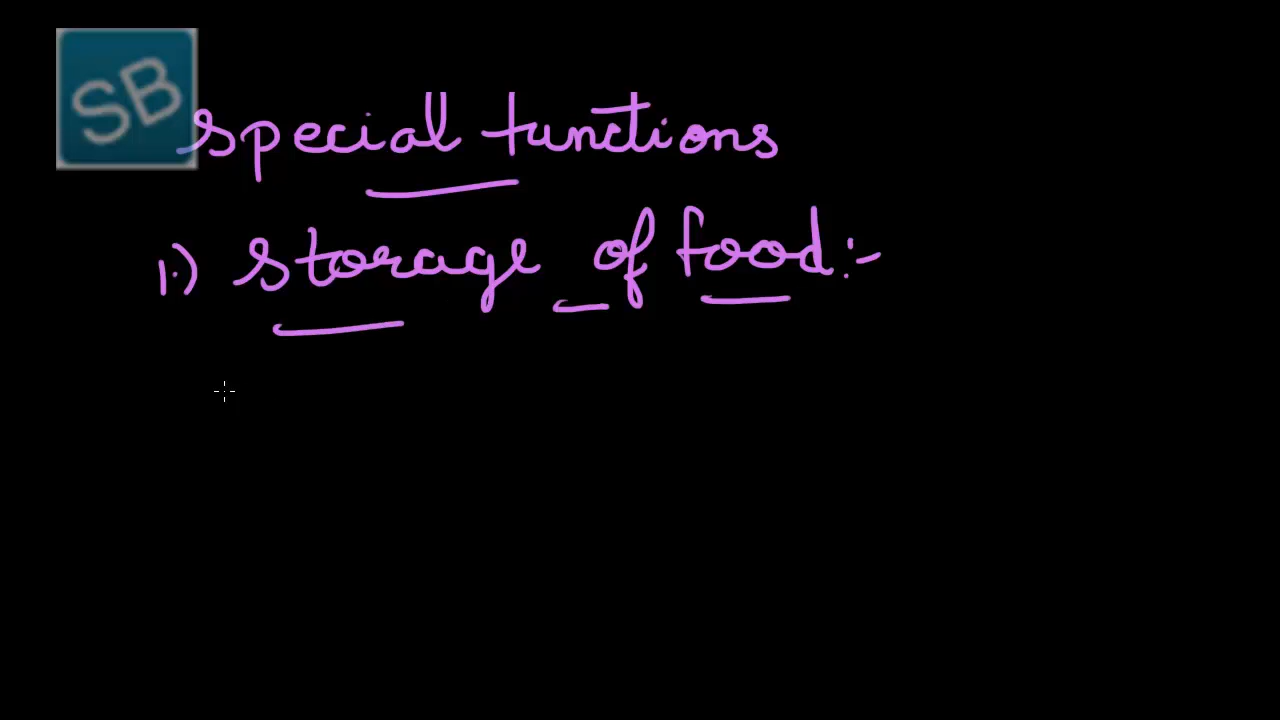 SB
special functions
1.) storage of food:-